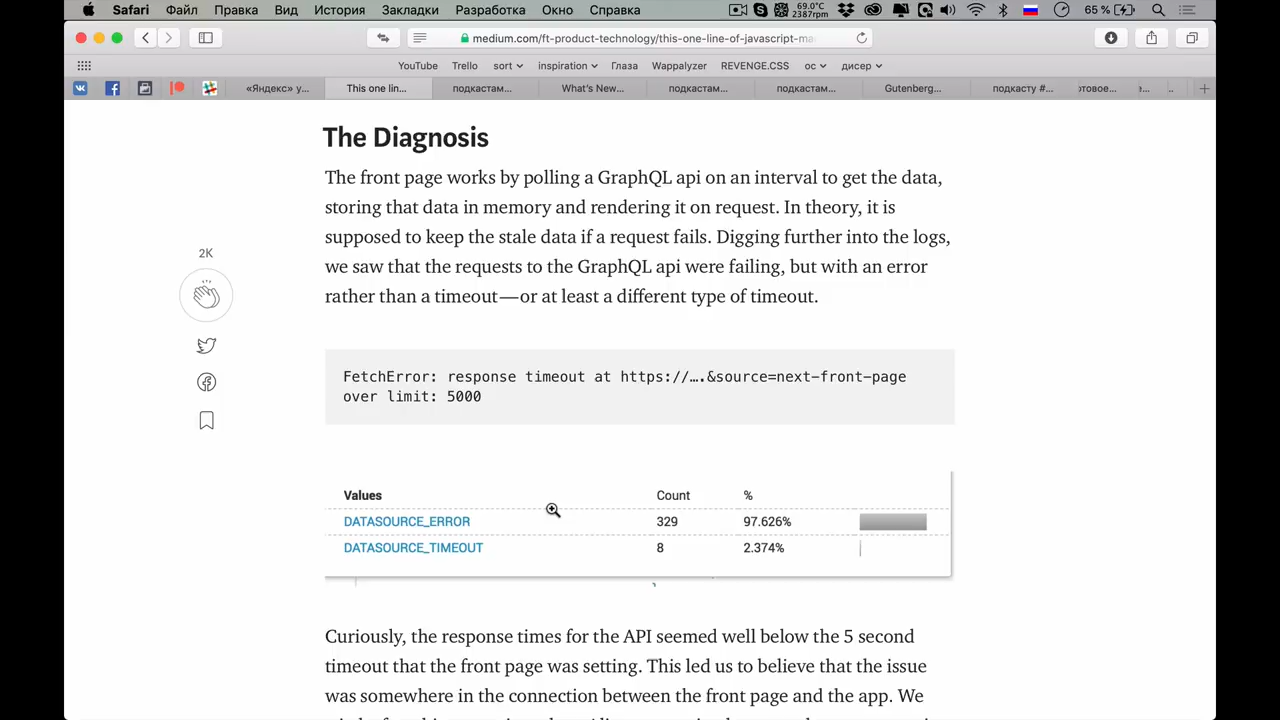 Safari Файл Правка Вид История Закладки Разработка Окно Справка 69.0°C 2387rpm 65 %
medium.com/ft-product-technology/this-one-line-of-javascript-ma
YouTube Trello sort inspiration Глаза Wappalyzer REVENGE.CSS ос дисер
«Яндекс» у... This one lin... подкастам... What's New... подкастам... подкастам... Gutenberg... подкасту #... отовое...
The Diagnosis
The front page works by polling a GraphQL api on an interval to get the data,
storing that data in memory and rendering it on request. In theory, it is
supposed to keep the stale data if a request fails. Digging further into the logs,
we saw that the requests to the GraphQL api were failing, but with an error
rather than a timeout—or at least a different type of timeout.
2K
FetchError: response timeout at https://….&source=next-front-page
over limit: 5000
Values Count %
DATASOURCE_ERROR 329 97.626%
DATASOURCE_TIMEOUT 8 2.374%
Curiously, the response times for the API seemed well below the 5 second
timeout that the front page was setting. This led us to believe that the issue
was somewhere in the connection between the front page and the app. We